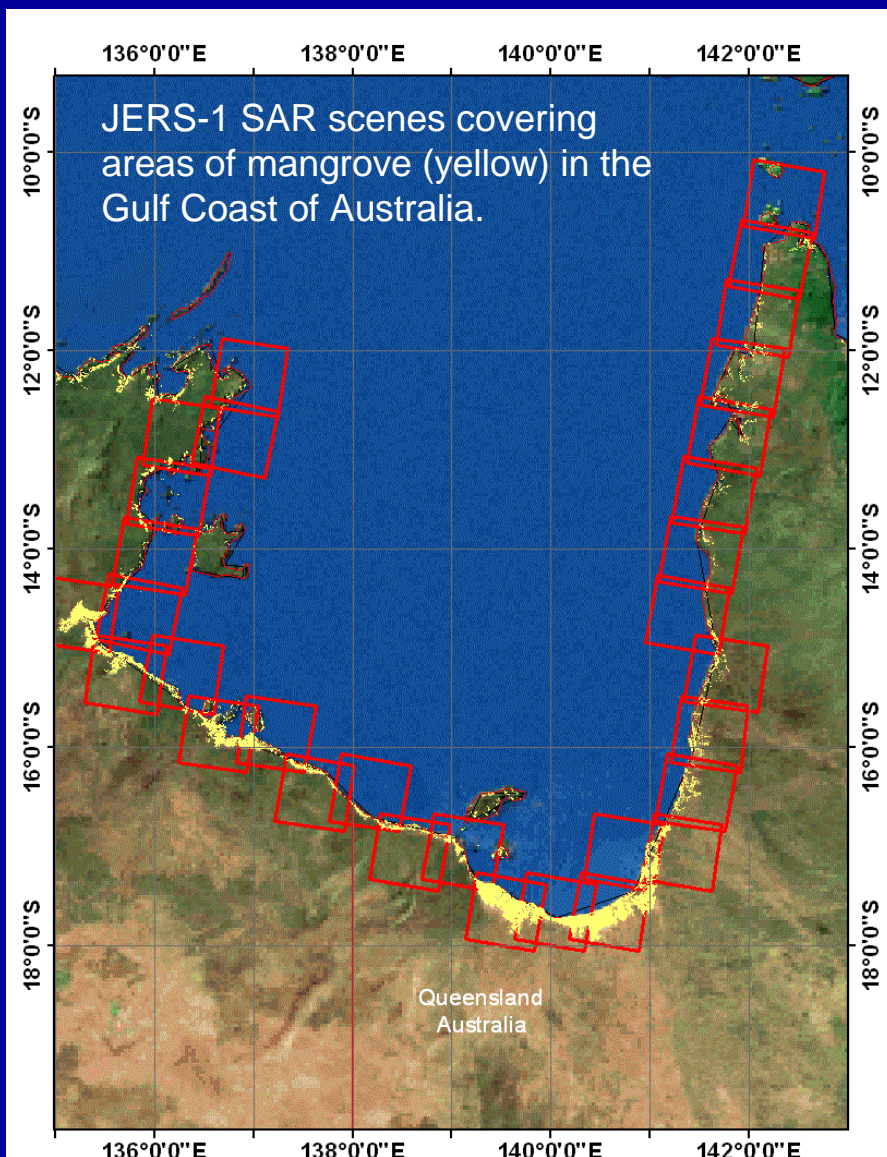 136°0'0"E 138°0'0"E 140°0'0"E 142°0'0"E
JERS-1 SAR scenes covering
areas of mangrove (yellow) in the
Gulf Coast of Australia.
10°0'0"S 10°0'0"S
12°0'0"S 12°0'0"S
14°0'0"S 14°0'0"S
16°0'0"S 16°0'0"S
18°0'0"S 18°0'0"S
Queensland
Australia
136°0'0"E 138°0'0"E 140°0'0"E 142°0'0"E